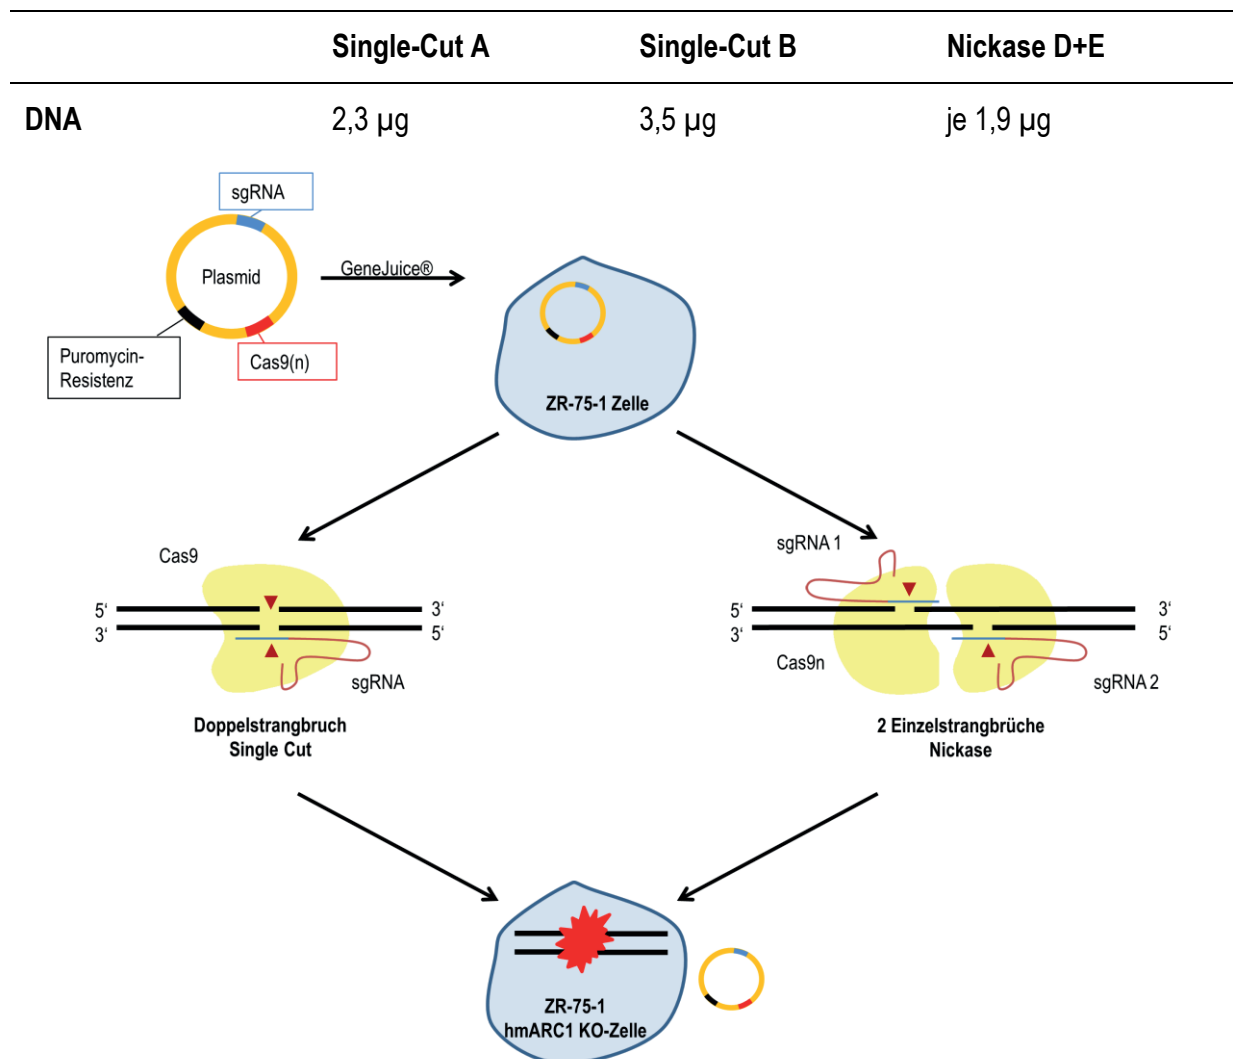 Single-Cut A Single-Cut B Nickase D+E
DNA 2,3 µg 3,5 µg je 1,9 µg
sgRNA
Plasmid
GeneJuice®
Puromycin-
Resistenz
Cas9(n)
ZR-75-1 Zelle
Cas9
5‘ 3‘
3‘ 5‘
sgRNA
Doppelstrangbruch
Single Cut
sgRNA 1
5‘ 3‘
3‘ 5‘
Cas9n
sgRNA 2
2 Einzelstrangbrüche
Nickase
ZR-75-1
hmARC1 KO-Zelle